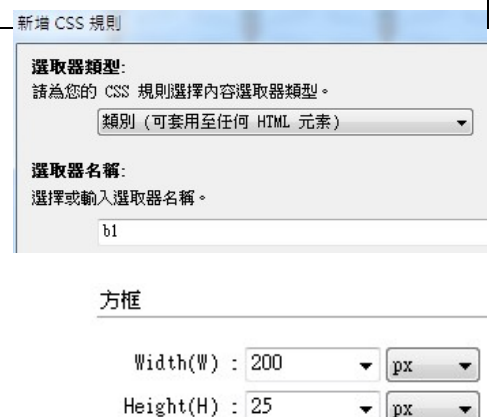 新增 CSS 規則
選取器類型:
請為您的 CSS 規則選擇內容選取器類型。
類別 (可套用至任何 HTML 元素)
選取器名稱:
選擇或輸入選取器名稱。
b1
方框
Width(W) : 200 px
Height(H) : 25 px